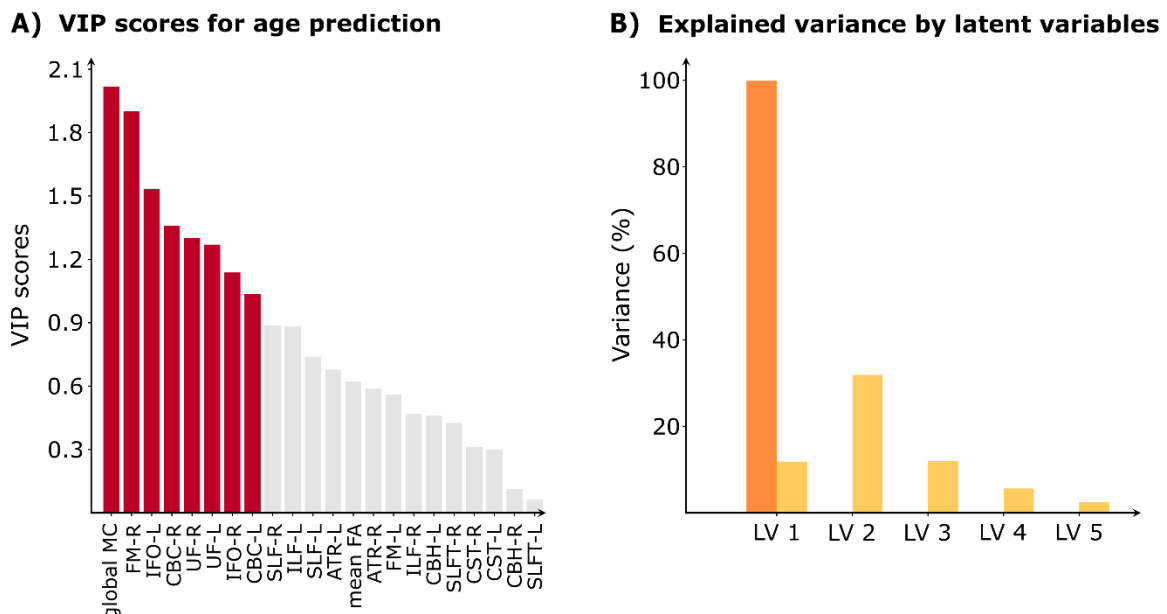 A) VIP scores for age prediction
VIP scores
2.1
1.8
1.5
1.2
0.9
0.6
0.3
global MC
FM-R
IFO-L
CBC-R
UF-R
UF-L
IFO-R
CBC-L
SLF-R
ILF-L
SLF-L
ATR-L
mean FA
ATR-R
FM-L
ILF-R
CBH-L
SLFT-R
CST-R
CST-L
CBH-R
SLFT-L
B) Explained variance by latent variables
Variance (%)
100
80
60
40
20
LV 1
LV 2
LV 3
LV 4
LV 5